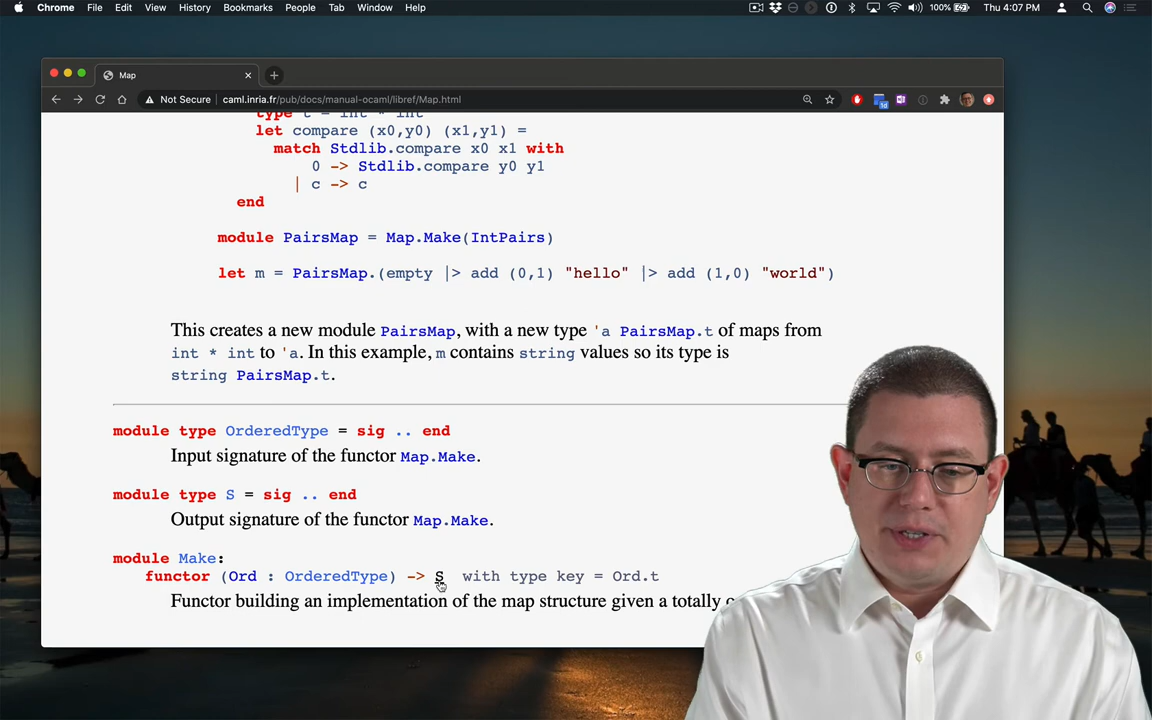 Chrome File Edit View History Bookmarks People Tab Window Help 100% Thu 4:07 PM
Map
Not Secure caml.inria.fr/pub/docs/manual-ocaml/libref/Map.html
type t = int * int
let compare (x0,y0) (x1,y1) =
match Stdlib.compare x0 x1 with
0 -> Stdlib.compare y0 y1
| c -> c
end
module PairsMap = Map.Make(IntPairs)
let m = PairsMap.(empty |> add (0,1) "hello" |> add (1,0) "world")
This creates a new module PairsMap, with a new type 'a PairsMap.t of maps from
int * int to 'a. In this example, m contains string values so its type is
string PairsMap.t.
module type OrderedType = sig .. end
Input signature of the functor Map.Make.
module type S = sig .. end
Output signature of the functor Map.Make.
module Make:
functor (Ord : OrderedType) -> S with type key = Ord.t
Functor building an implementation of the map structure given a totally